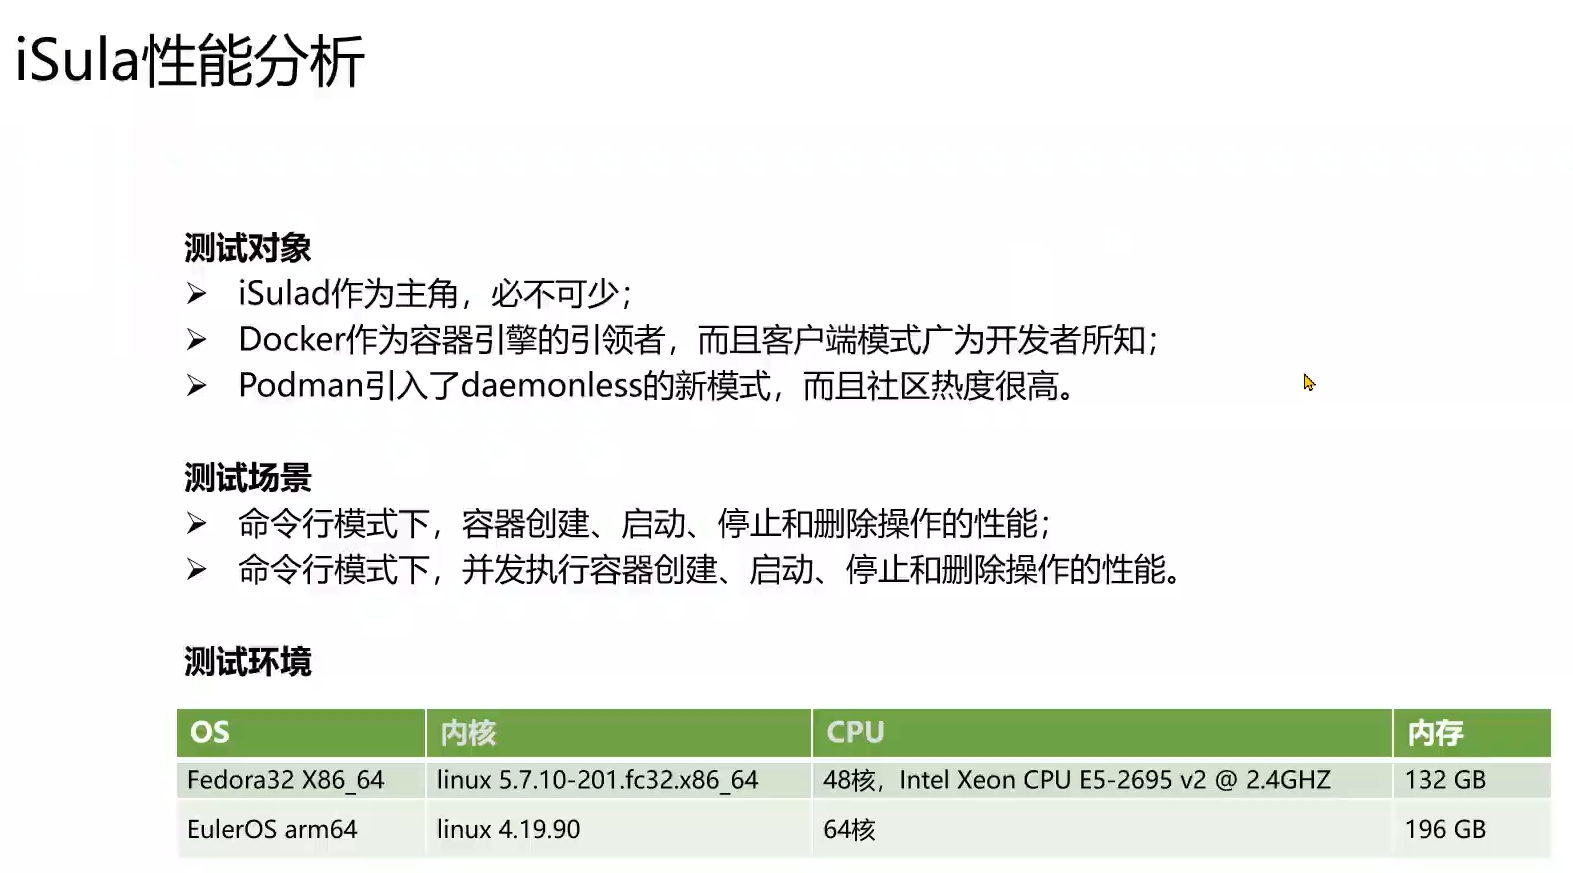 iSula性能分析
测试对象
➢ iSulad作为主角，必不可少；
➢ Docker作为容器引擎的引领者，而且客户端模式广为开发者所知；
➢ Podman引入了daemonless的新模式，而且社区热度很高。
测试场景
➢ 命令行模式下，容器创建、启动、停止和删除操作的性能；
➢ 命令行模式下，并发执行容器创建、启动、停止和删除操作的性能。
测试环境
OS 内核 CPU 内存
Fedora32 X86_64 linux 5.7.10-201.fc32.x86_64 48核，Intel Xeon CPU E5-2695 v2 @ 2.4GHZ 132 GB
EulerOS arm64 linux 4.19.90 64核 196 GB